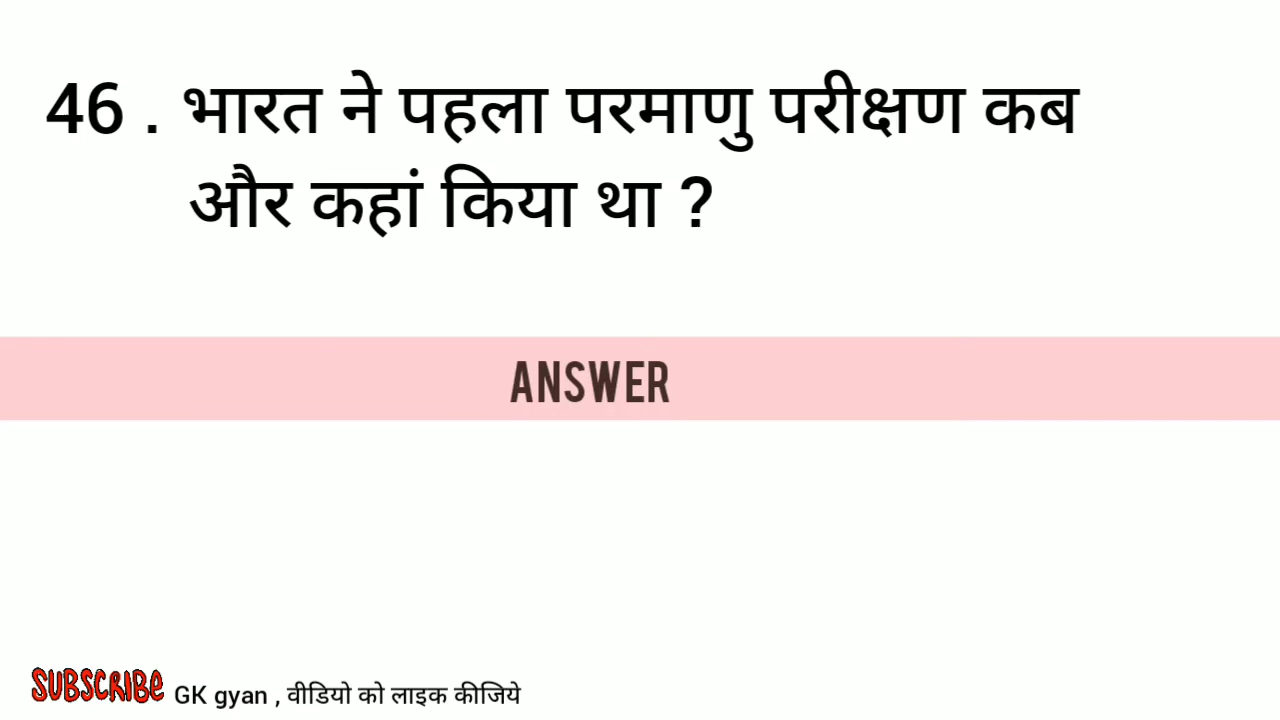 46 . भारत ने पहला परमाणु परीक्षण कब
और कहां किया था ?
ANSWER
SUBSCRIBE GK gyan , वीडियो को लाइक कीजिये